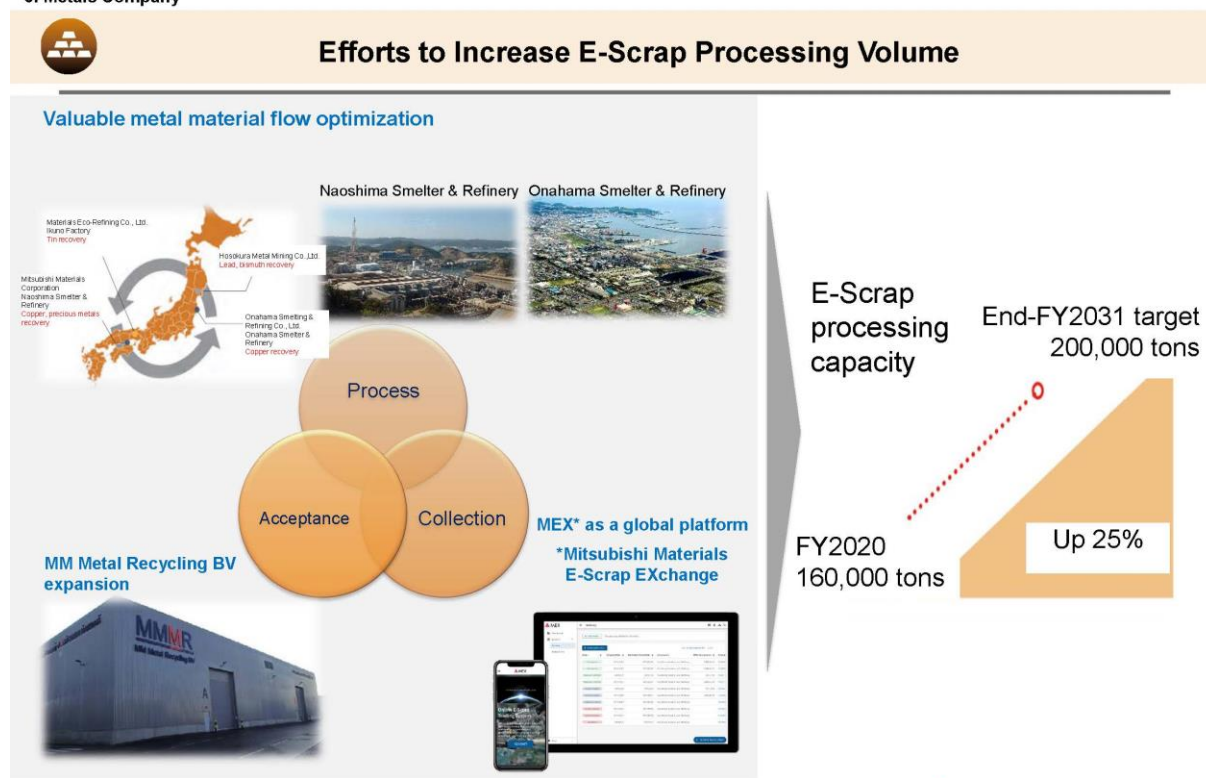 Efforts to Increase E-Scrap Processing Volume
Valuable metal material flow optimization
Naoshima Smelter & Refinery
Onahama Smelter & Refinery
Materials Eco-Refining Co., Ltd.
Ikuno Factory
Tin recovery
Hosokura Metal Mining Co.,Ltd.
Lead, bismuth recovery
Mitsubishi Materials
Corporation
Naoshima Smelter &
Refinery
Copper, precious metals
recovery
Onahama Smelting &
Refining Co., Ltd.
Onahama Smelter &
Refinery
Copper recovery
Process
Acceptance
Collection
MM Metal Recycling BV
expansion
MMMR
MEX* as a global platform
*Mitsubishi Materials
E-Scrap EXchange
MEX
E-Scrap
processing
capacity
End-FY2031 target
200,000 tons
FY2020
160,000 tons
Up 25%